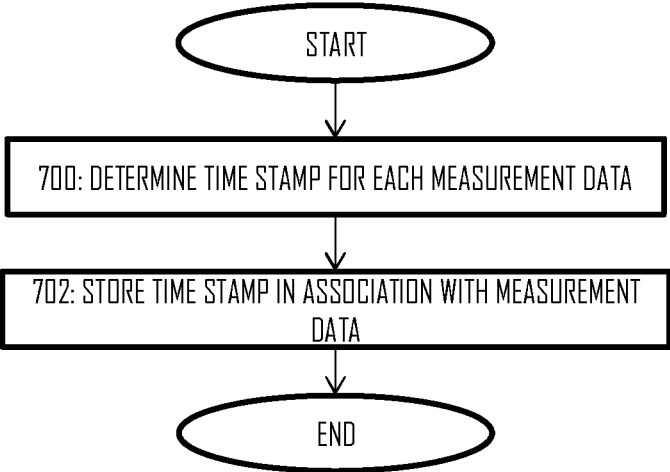 START
700: DETERMINE TIME STAMP FOR EACH MEASUREMENT DATA
702: STORE TIME STAMP IN ASSOCIATION WITH MEASUREMENT
DATA
END